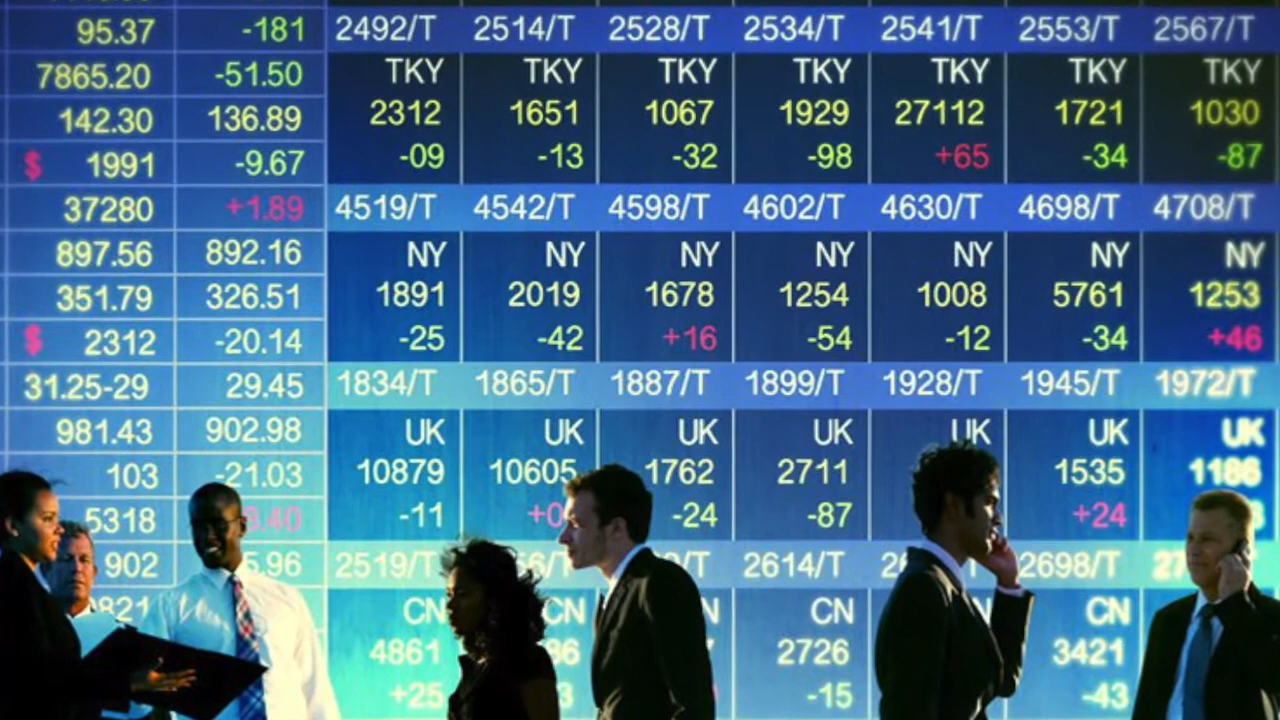 95.37 -181 2492/T 2514/T 2528/T 2534/T 2541/T 2553/T 2567/T
7865.20 -51.50 TKY TKY TKY TKY TKY TKY TKY
142.30 136.89 2312 1651 1067 1929 27112 1721 1030
$ 1991 -9.67 -09 -13 -32 -98 +65 -34 -87
37280 +1.89 4519/T 4542/T 4598/T 4602/T 4630/T 4698/T 4708/T
897.56 892.16 NY NY NY NY NY NY NY
351.79 326.51 1891 2019 1678 1254 1008 5761 1253
$ 2312 -20.14 -25 -42 +16 -54 -12 -34 +46
31.25-29 29.45 1834/T 1865/T 1887/T 1899/T 1928/T 1945/T 1972/T
981.43 902.98 UK UK UK UK UK UK UK
103 -21.03 10879 10605 1762 2711 1535 1186
5318 -11 -24 -87 +24
902 2519/T 2614/T 2698/T
CN CN CN CN
4861 2726 3421
+25 -15 -43